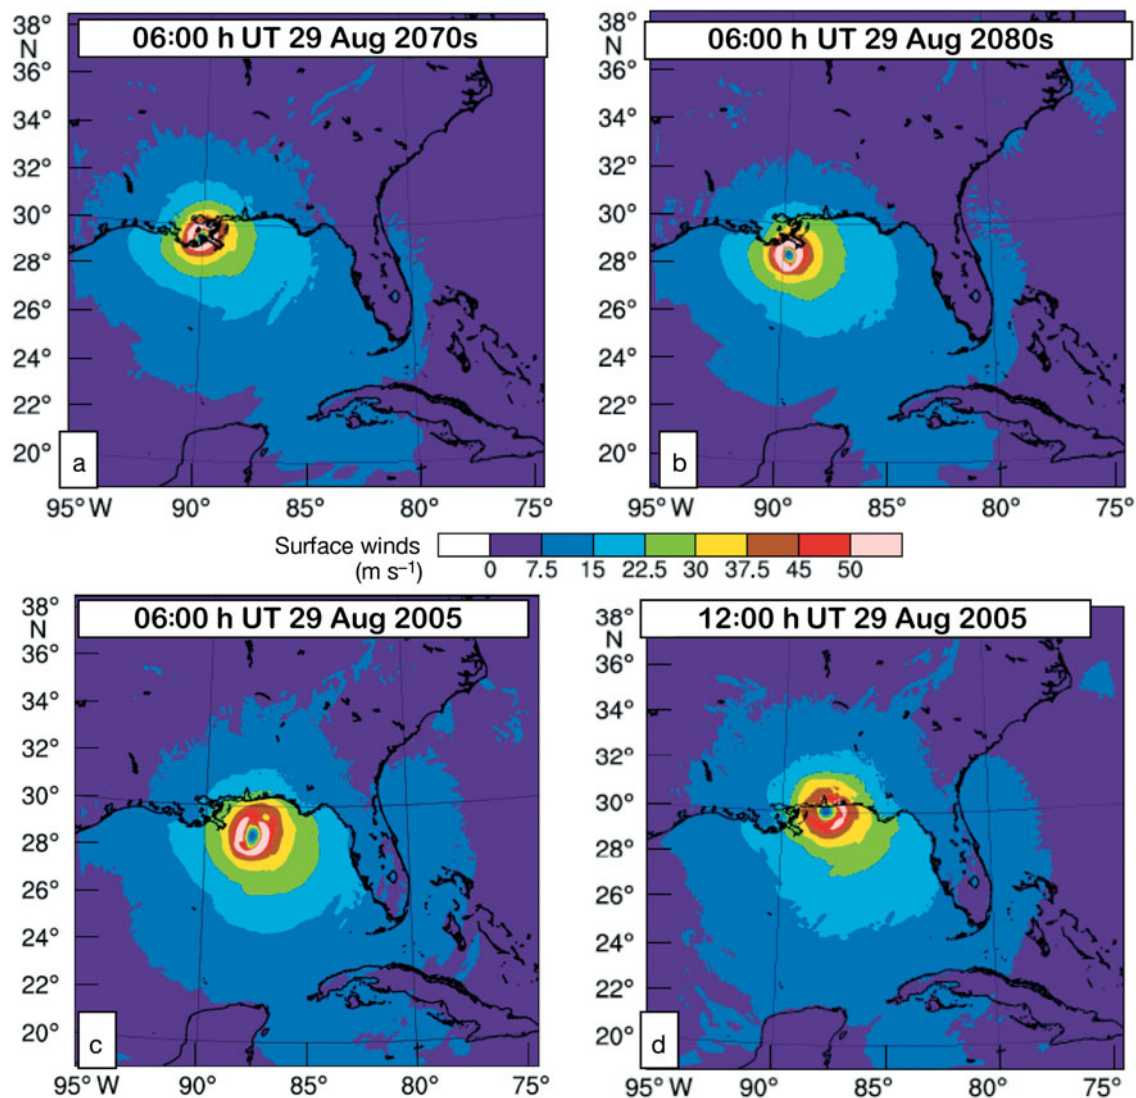 06:00 h UT 29 Aug 2070s
38°
N
36°
34°
32°
30°
28°
26°
24°
22°
20°
a
95° W 90° 85° 80° 75°
06:00 h UT 29 Aug 2080s
38°
N
36°
34°
32°
30°
28°
26°
24°
22°
20°
b
95° W 90° 85° 80° 75°
Surface winds
(m s⁻¹)
0 7.5 15 22.5 30 37.5 45 50
06:00 h UT 29 Aug 2005
38°
N
36°
34°
32°
30°
28°
26°
24°
22°
20°
c
95° W 90° 85° 80° 75°
12:00 h UT 29 Aug 2005
38°
N
36°
34°
32°
30°
28°
26°
24°
22°
20°
d
95° W 90° 85° 80° 75°